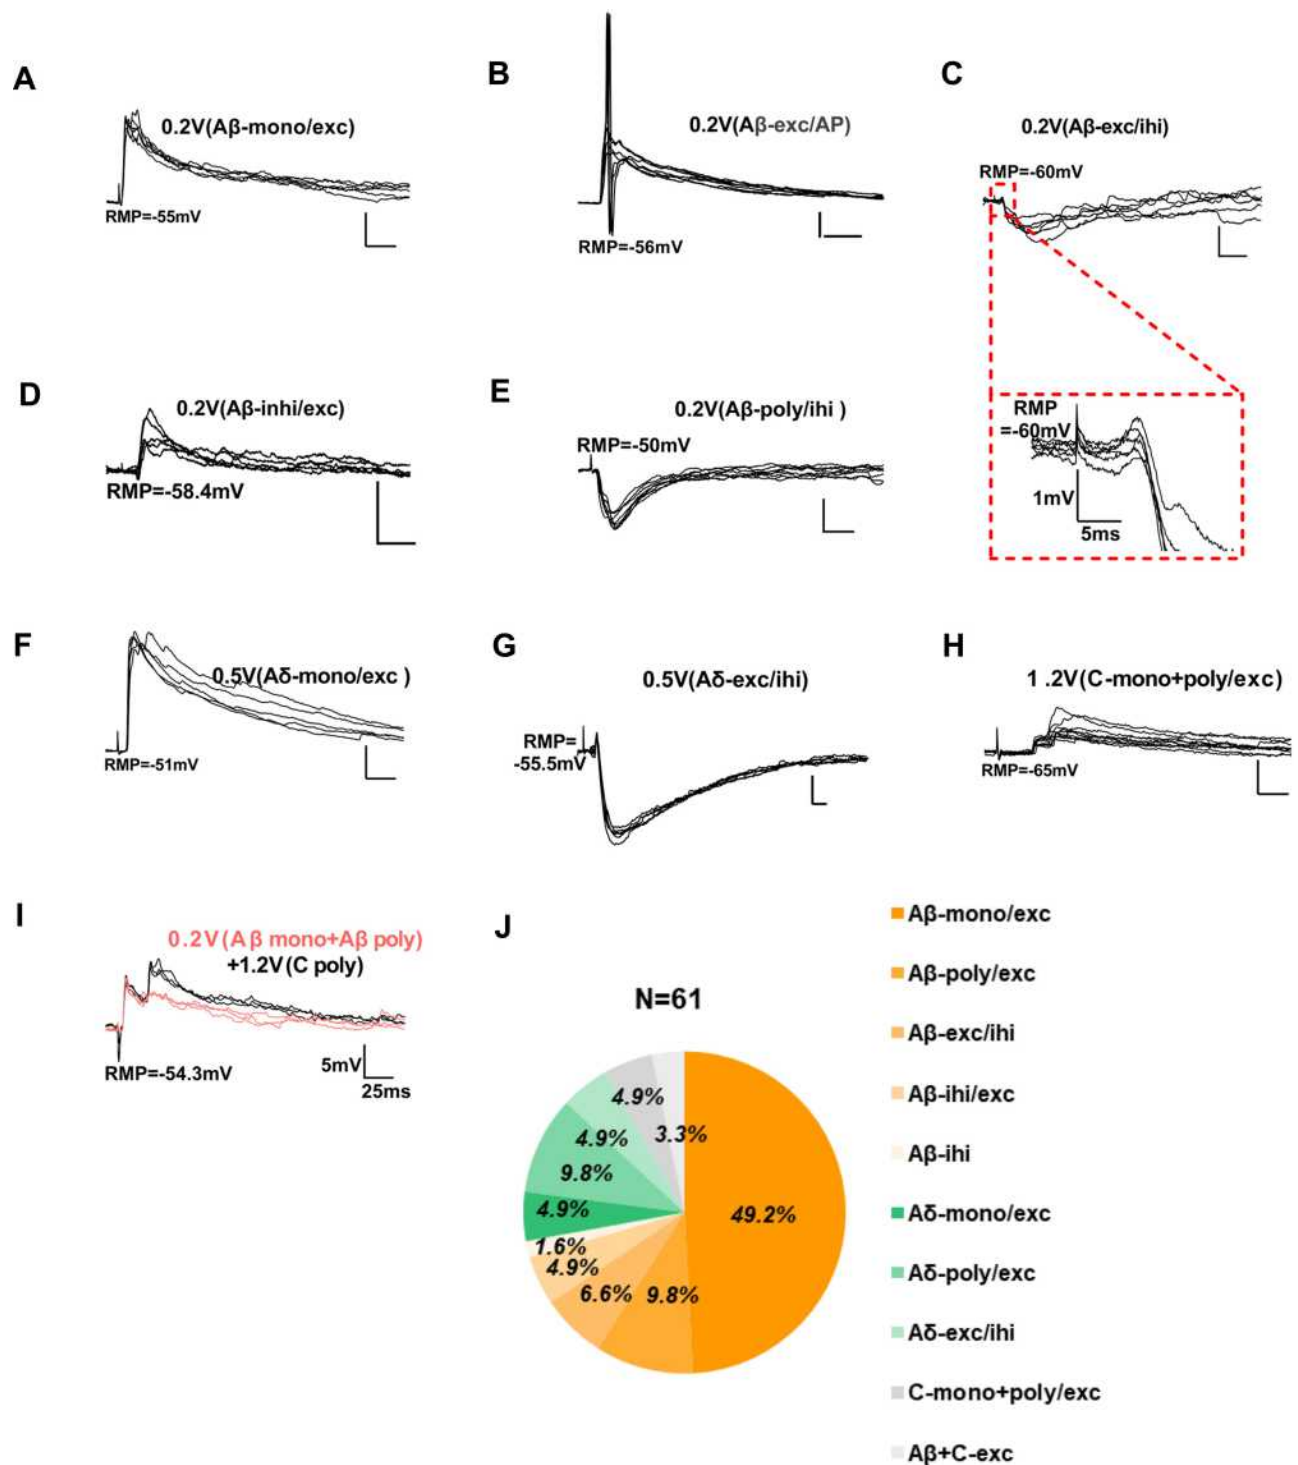 A
0.2V(Aβ-mono/exc)
RMP=-55mV
B
0.2V(Aβ-exc/AP)
RMP=-56mV
C
0.2V(Aβ-exc/ihi)
RMP=-60mV
D
0.2V(Aβ-inhi/exc)
RMP=-58.4mV
E
0.2V(Aβ-poly/ihi )
RMP=-50mV
RMP
=-60mV
1mV
5ms
F
0.5V(Aδ-mono/exc )
RMP=-51mV
G
0.5V(Aδ-exc/ihi)
RMP=
-55.5mV
H
1 .2V(C-mono+poly/exc)
RMP=-65mV
I
0.2V(Aβ mono+Aβ poly)
+1.2V(C poly)
RMP=-54.3mV
5mV
25ms
J
N=61
4.9%
3.3%
4.9%
9.8%
4.9%
1.6%
4.9%
6.6%
9.8%
49.2%
Aβ-mono/exc
Aβ-poly/exc
Aβ-exc/ihi
Aβ-ihi/exc
Aβ-ihi
Aδ-mono/exc
Aδ-poly/exc
Aδ-exc/ihi
C-mono+poly/exc
Aβ+C-exc